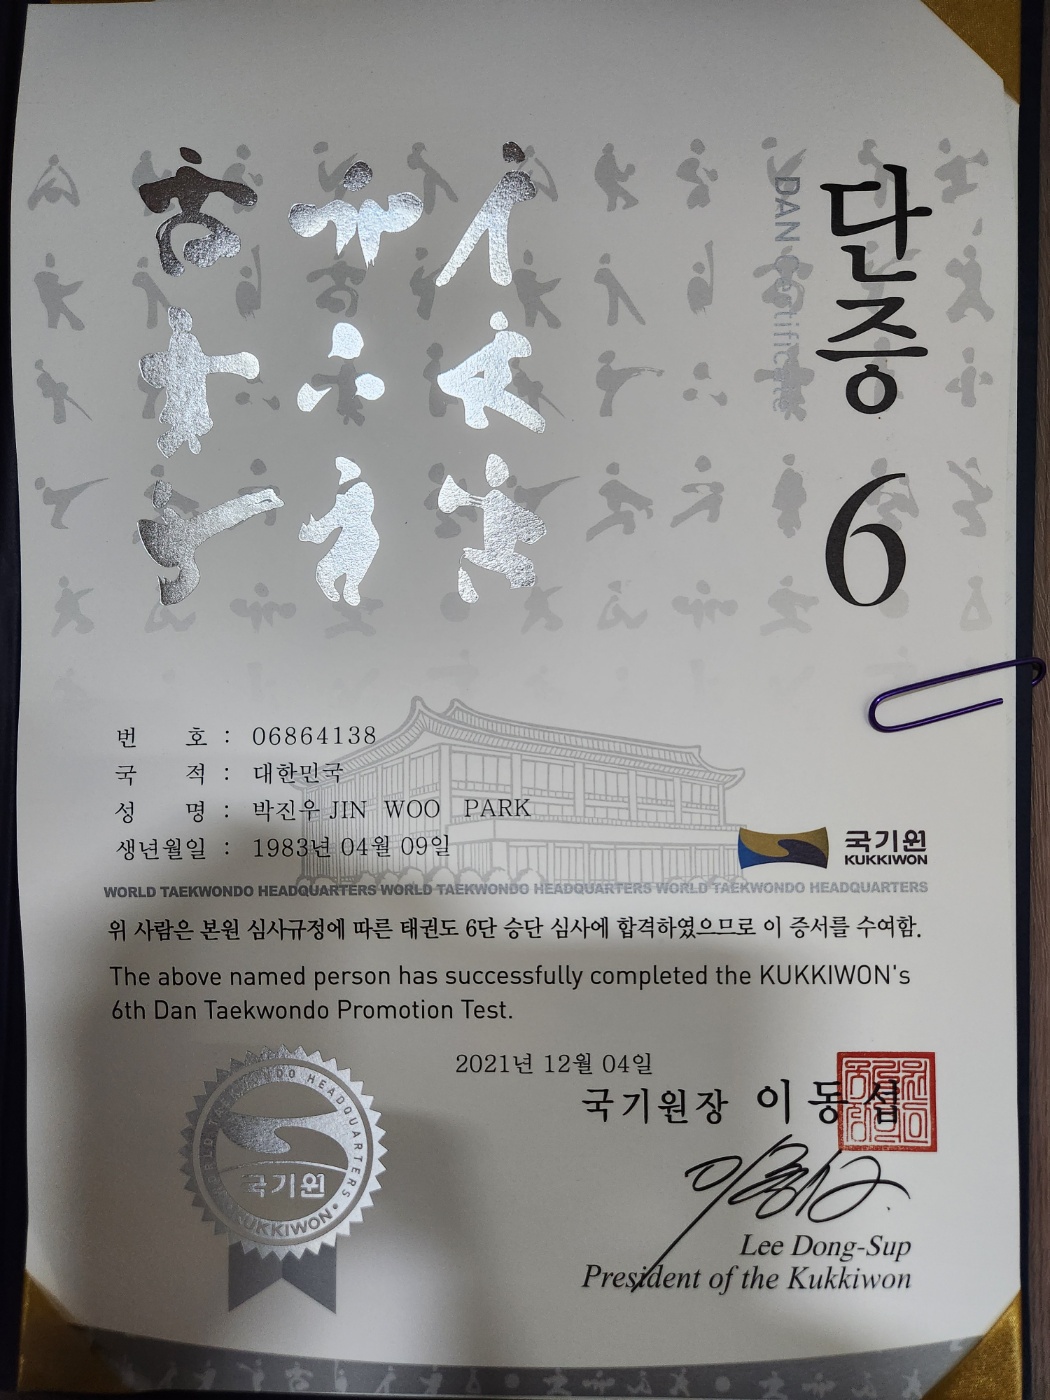 단증
DAN Certificate
6
번 호 : 06864138
국 적 : 대한민국
성 명 : 박진우 JIN WOO PARK
생년월일 : 1983년 04월 09일
국기원
KUKKIWON
WORLD TAEKWONDO HEADQUARTERS WORLD TAEKWONDO HEADQUARTERS WORLD TAEKWONDO HEADQUARTERS
위 사람은 본원 심사규정에 따른 태권도 6단 승단 심사에 합격하였으므로 이 증서를 수여함.
The above named person has successfully completed the KUKKIWON's
6th Dan Taekwondo Promotion Test.
2021년 12월 04일
국기원장 이동섭
Lee Dong-Sup
President of the Kukkiwon
WORLD TAEKWONDO HEADQUARTERS
국기원
KUKKIWON